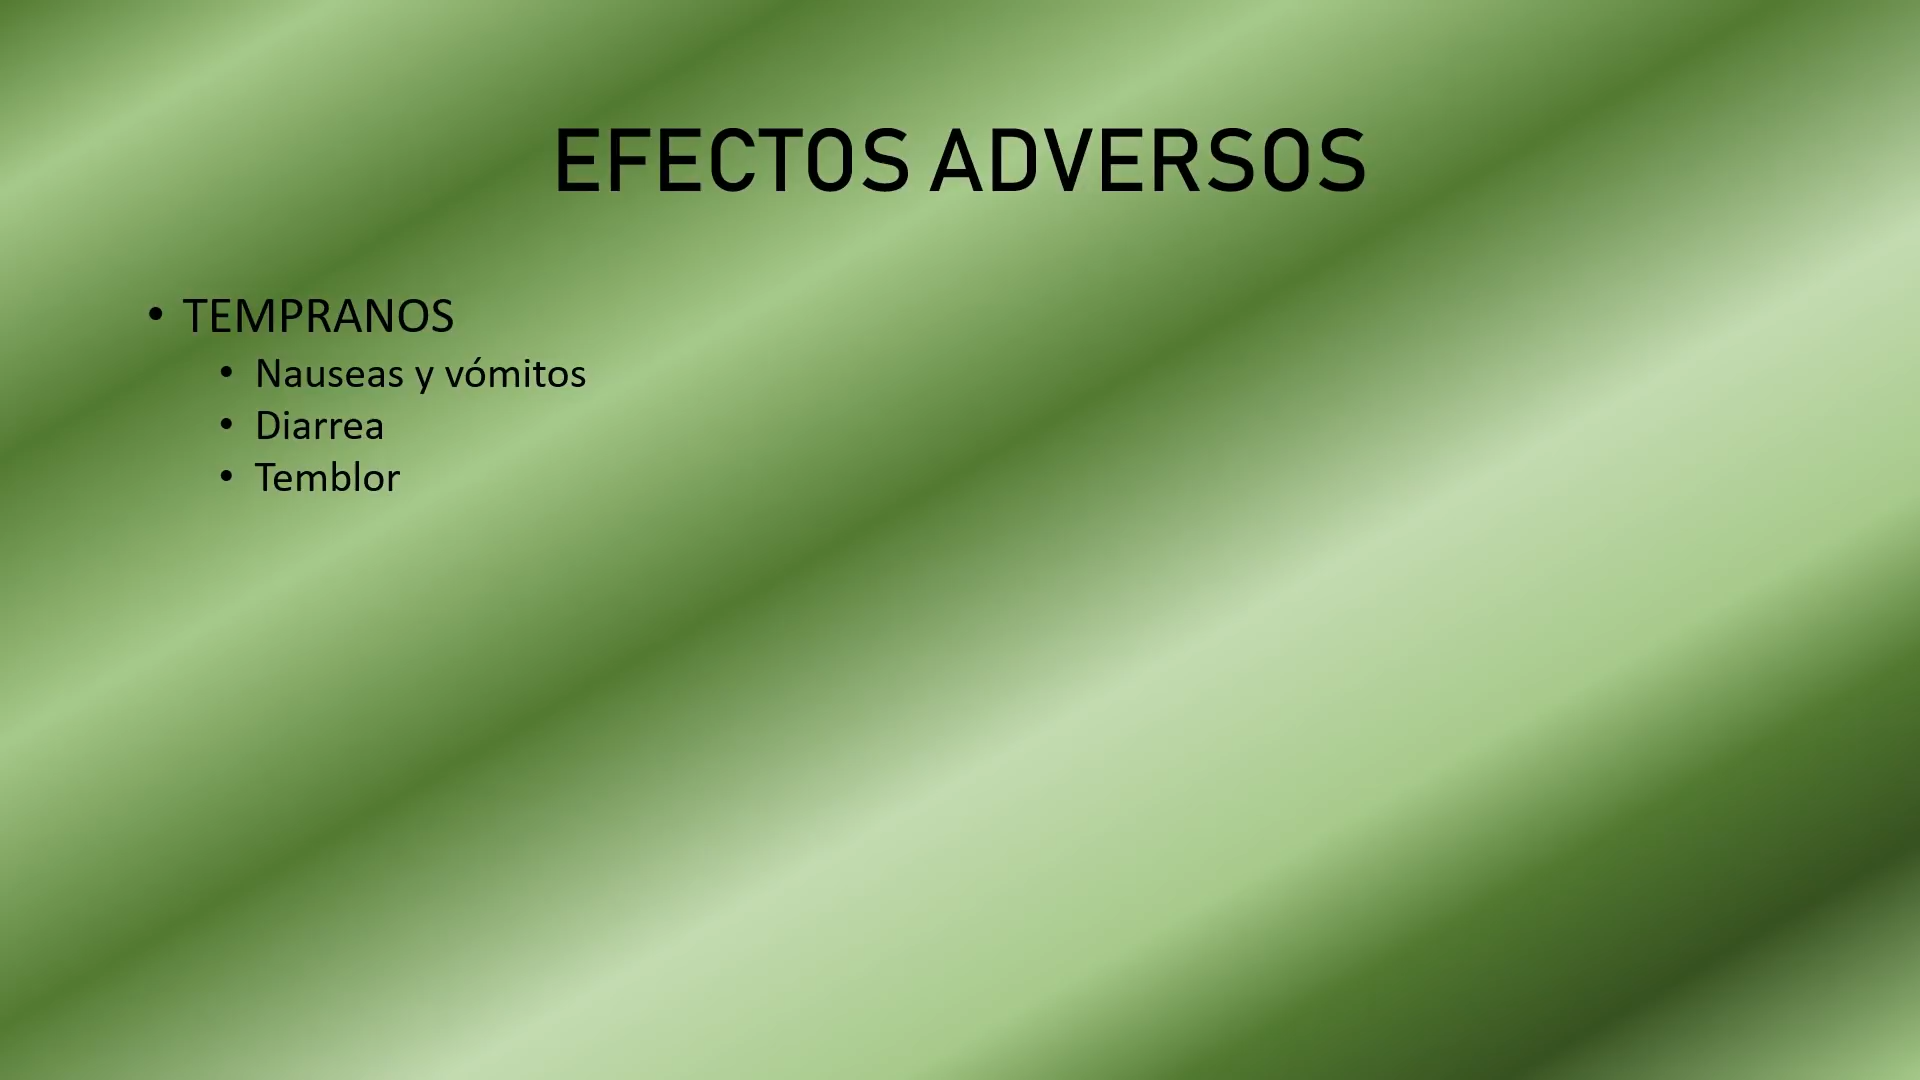 EFECTOS ADVERSOS
• TEMPRANOS
• Nauseas y vómitos
• Diarrea
• Temblor